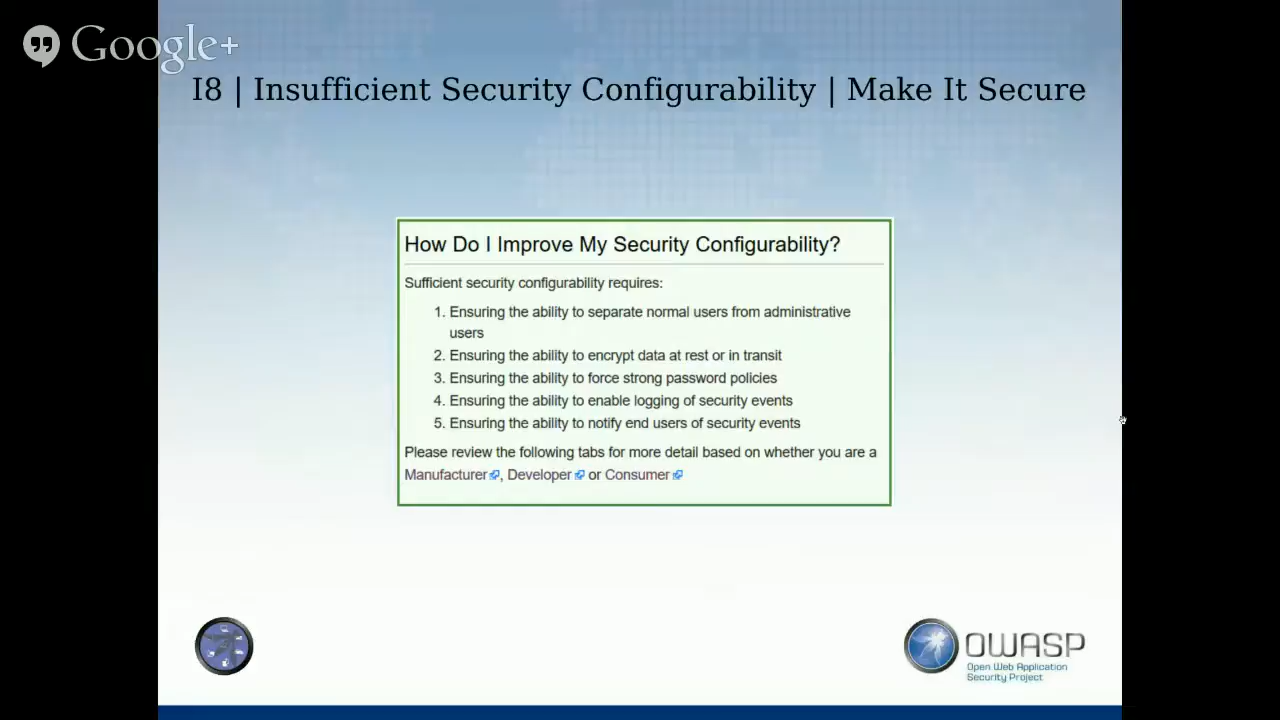 Google+
I8 | Insufficient Security Configurability | Make It Secure
How Do I Improve My Security Configurability?
Sufficient security configurability requires:
1. Ensuring the ability to separate normal users from administrative
users
2. Ensuring the ability to encrypt data at rest or in transit
3. Ensuring the ability to force strong password policies
4. Ensuring the ability to enable logging of security events
5. Ensuring the ability to notify end users of security events
Please review the following tabs for more detail based on whether you are a
Manufacturer, Developer or Consumer
OWASP
Open Web Application
Security Project